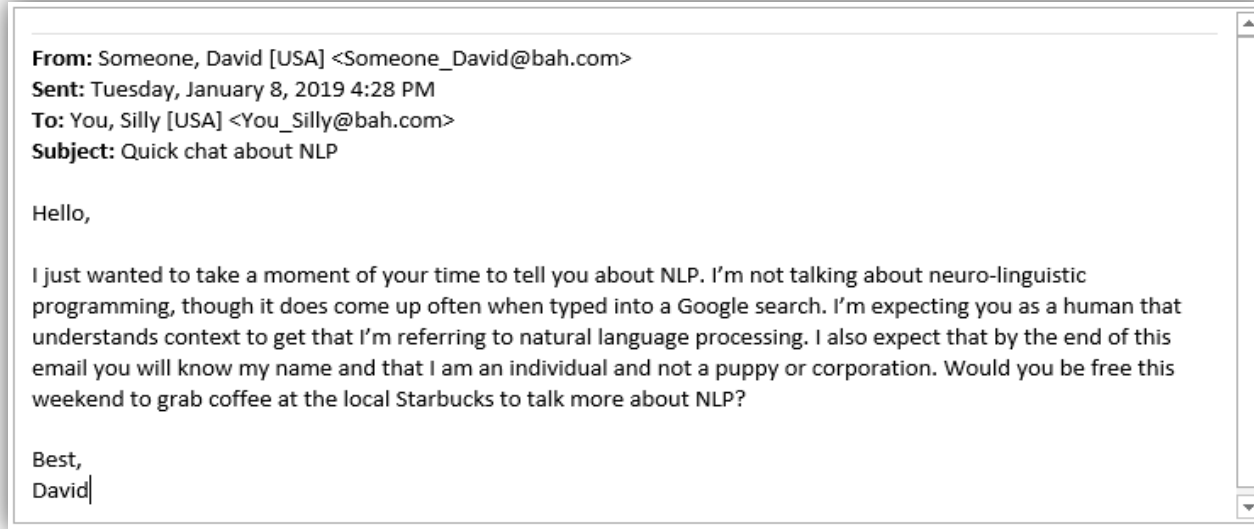 From: Someone, David [USA] <Someone_David@bah.com>
Sent: Tuesday, January 8, 2019 4:28 PM
To: You, Silly [USA] <You_Silly@bah.com>
Subject: Quick chat about NLP
Hello,
I just wanted to take a moment of your time to tell you about NLP. I’m not talking about neuro-linguistic
programming, though it does come up often when typed into a Google search. I’m expecting you as a human that
understands context to get that I’m referring to natural language processing. I also expect that by the end of this
email you will know my name and that I am an individual and not a puppy or corporation. Would you be free this
weekend to grab coffee at the local Starbucks to talk more about NLP?
Best,
David